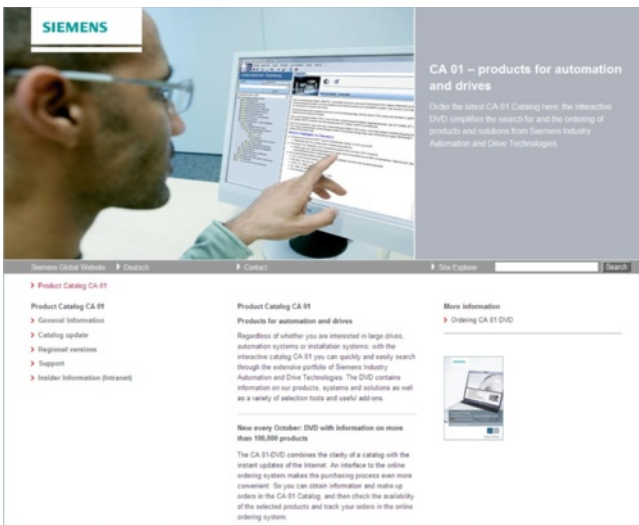 SIEMENS
CA 01 – products for automation
and drives
Order the latest CA 01 Catalog here: the interactive
DVD simplifies the search for and the ordering of
products and solutions from Siemens Industry
Automation and Drive Technologies.
Siemens Global Website Deutsch Contact Site Explorer Search
Product Catalog CA 01
Product Catalog CA 01
General Information
Catalog update
Regional versions
Support
Insider Information (Intranet)
Product Catalog CA 01
Products for automation and drives
Regardless of whether you are interested in large drives,
automation systems or installation systems: with the
interactive catalog CA 01 you can quickly and easily search
through the extensive portfolio of Siemens Industry
Automation and Drive Technologies. The DVD contains
information on our products, systems and solutions as well
as a variety of selection tools and useful add-ons.
New every October: DVD with information on more
than 100,000 products
The CA 01-DVD combines the clarity of a catalog with the
instant updates of the Internet. An interface to the online
ordering system makes the purchasing process even more
convenient: So you can obtain information and make up
orders in the CA 01 Catalog, and then check the availability
of the selected products and track your orders in the online
ordering system.
More information
Ordering CA 01 DVD
SIEMENS